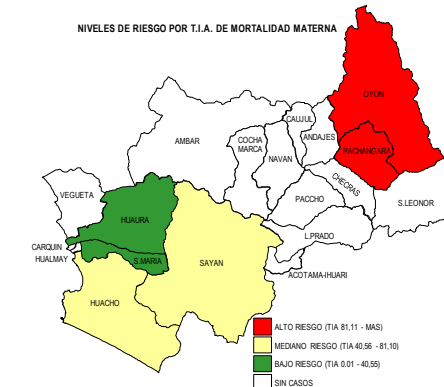 NIVELES DE RIESGO POR T.I.A. DE MORTALIDAD MATERNA
OYON
CAUJUL
AMBAR
COCHA
MARCA
NAVAN
ANDAJES
PACHANGARA
CHECRAS
VEGUETA
PACCHO
S.LEONOR
HUAURA
L.PRADO
CARQUIN
HUALMAY
S.MARIA
SAYAN
ACOTAMA-IHUARI
HUACHO
ALTO RIESGO (TIA 81,11 - MAS)
MEDIANO RIESGO (TIA 40,56 - 81,10)
BAJO RIESGO (TIA 0.01 - 40,55)
SIN CASOS